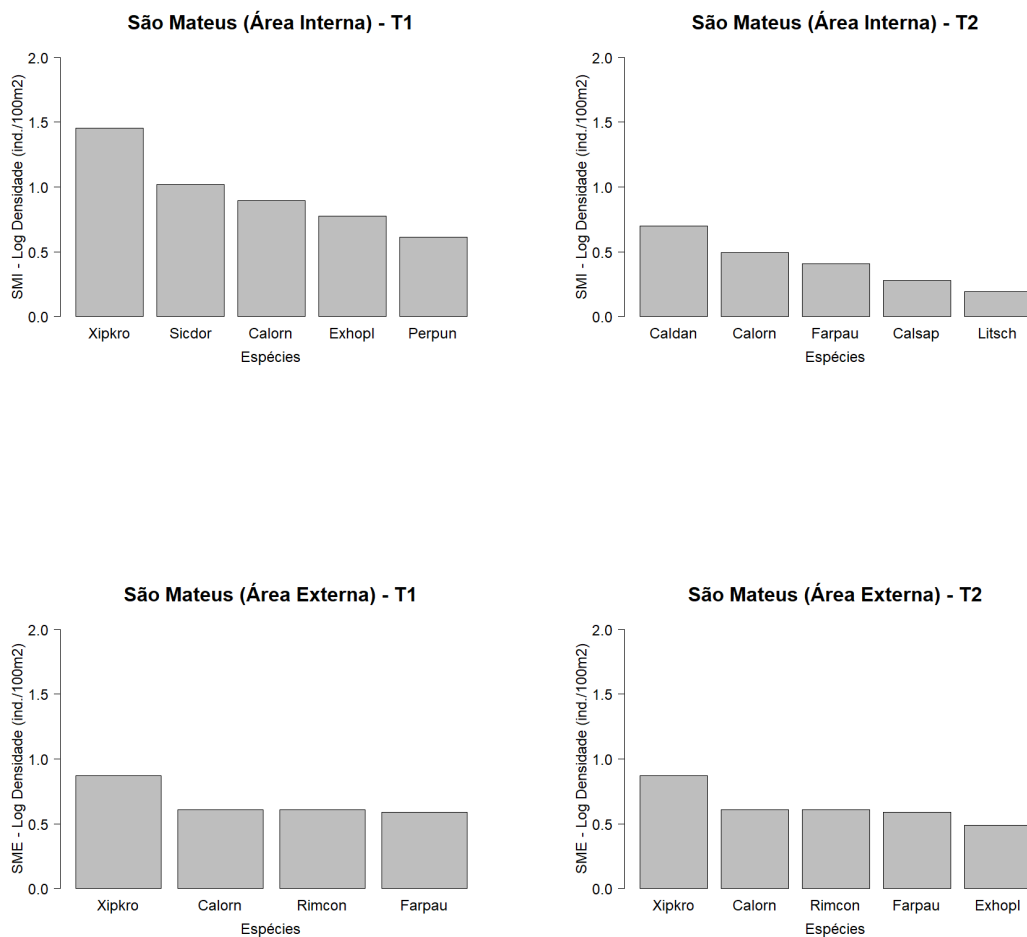 São Mateus (Área Interna) - T1
SMI - Log Densidade (ind./100m2)
2.0
1.5
1.0
0.5
0.0
Xipkro Sicdor Calorn Exhopl Perpun
Espécies
São Mateus (Área Interna) - T2
SMI - Log Densidade (ind./100m2)
2.0
1.5
1.0
0.5
0.0
Caldan Calorn Farpau Calsap Litsch
Espécies
São Mateus (Área Externa) - T1
SME - Log Densidade (ind./100m2)
2.0
1.5
1.0
0.5
0.0
Xipkro Calorn Rimcon Farpau
Espécies
São Mateus (Área Externa) - T2
SME - Log Densidade (ind./100m2)
2.0
1.5
1.0
0.5
0.0
Xipkro Calorn Rimcon Farpau Exhopl
Espécies